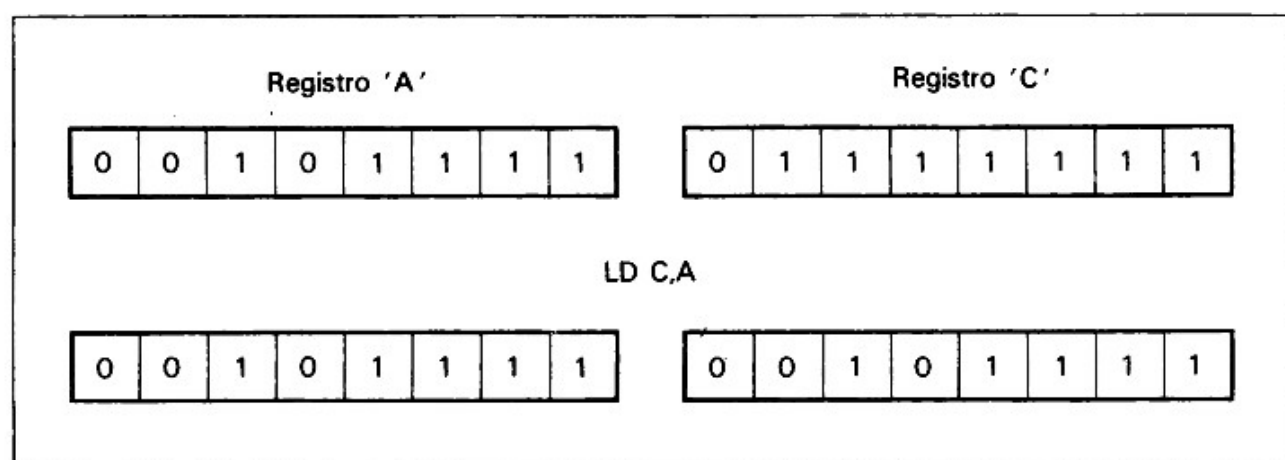 Registro 'A' Registro 'C'
0 0 1 0 1 1 1 1 0 1 1 1 1 1 1 1
LD C,A
0 0 1 0 1 1 1 1 0 0 1 0 1 1 1 1